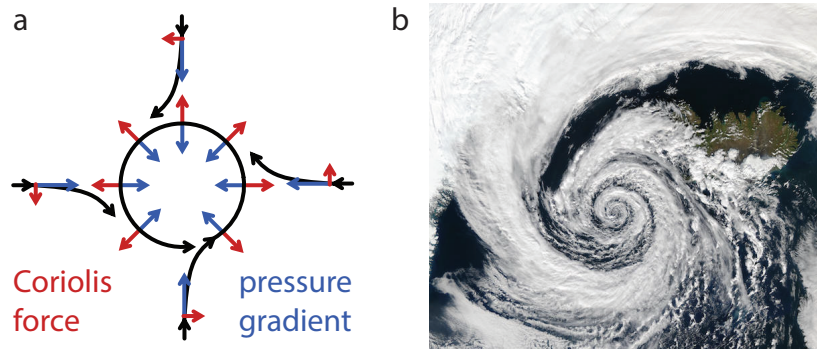 a
b
Coriolis
force
pressure
gradient